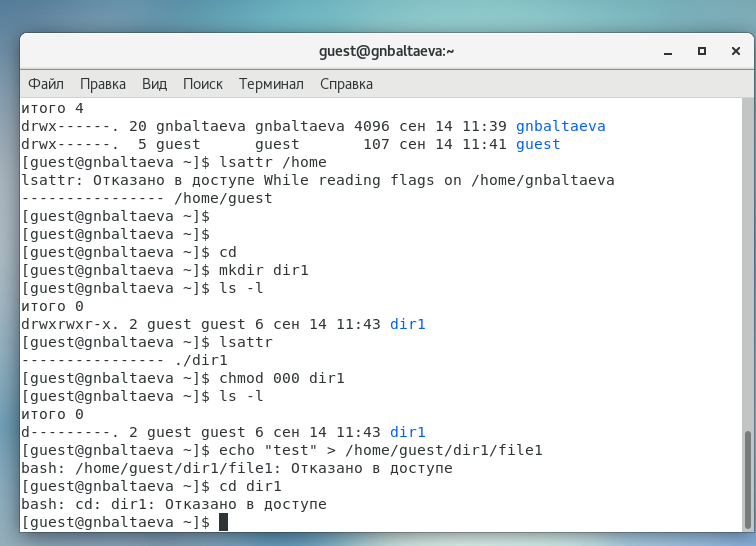 guest@gnbaltaeva:~
Файл Правка Вид Поиск Терминал Справка
итого 4
drwx------. 20 gnbaltaeva gnbaltaeva 4096 сен 14 11:39 gnbaltaeva
drwx------.  5 guest      guest       107 сен 14 11:41 guest
[guest@gnbaltaeva ~]$ lsattr /home
lsattr: Отказано в доступе While reading flags on /home/gnbaltaeva
---------------- /home/guest
[guest@gnbaltaeva ~]$
[guest@gnbaltaeva ~]$
[guest@gnbaltaeva ~]$ cd
[guest@gnbaltaeva ~]$ mkdir dir1
[guest@gnbaltaeva ~]$ ls -l
итого 0
drwxrwxr-x. 2 guest guest 6 сен 14 11:43 dir1
[guest@gnbaltaeva ~]$ lsattr
---------------- ./dir1
[guest@gnbaltaeva ~]$ chmod 000 dir1
[guest@gnbaltaeva ~]$ ls -l
итого 0
d---------. 2 guest guest 6 сен 14 11:43 dir1
[guest@gnbaltaeva ~]$ echo "test" > /home/guest/dir1/file1
bash: /home/guest/dir1/file1: Отказано в доступе
[guest@gnbaltaeva ~]$ cd dir1
bash: cd: dir1: Отказано в доступе
[guest@gnbaltaeva ~]$